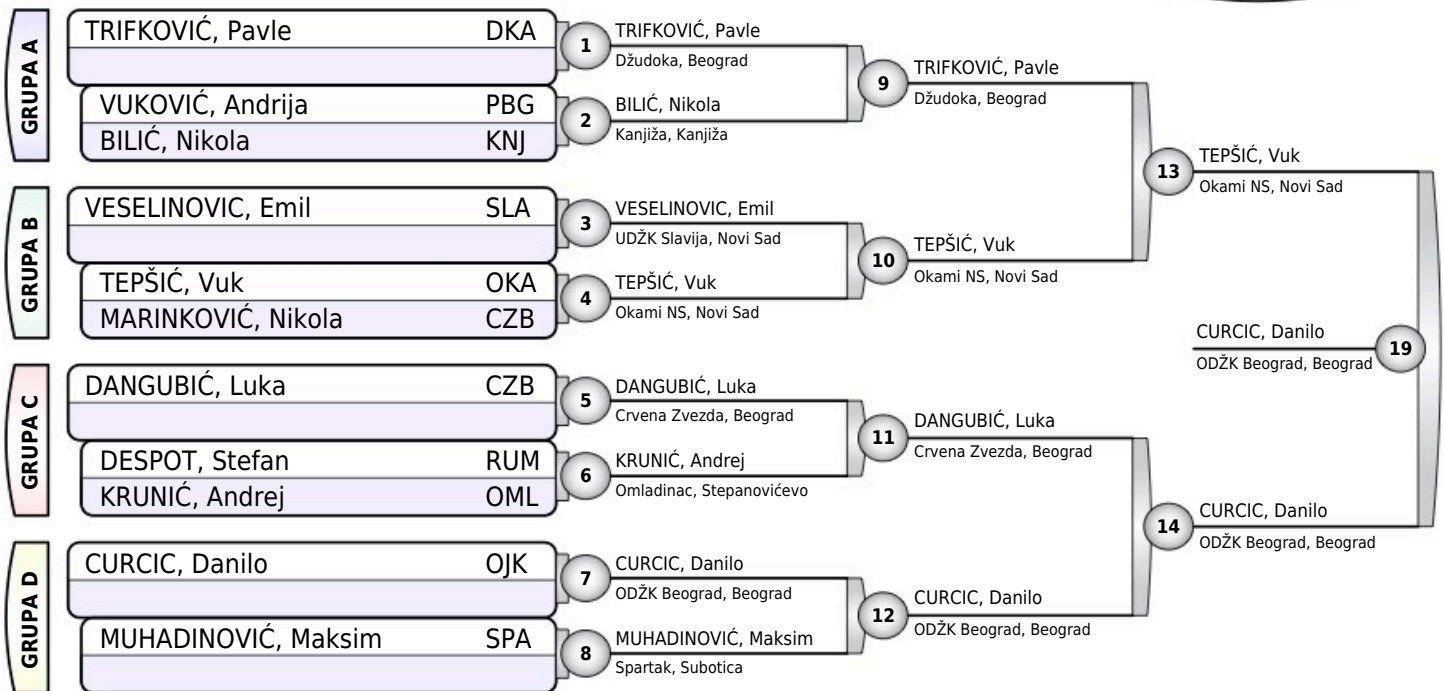 GRUPA A
TRIFKOVIĆ, Pavle DKA
VUKOVIĆ, Andrija PBG
BILIĆ, Nikola KNJ
1
TRIFKOVIĆ, Pavle
Džudoka, Beograd
2
BILIĆ, Nikola
Kanjiža, Kanjiža
9
TRIFKOVIĆ, Pavle
Džudoka, Beograd
GRUPA B
VESELINOVIC, Emil SLA
TEPŠIĆ, Vuk OKA
MARINKOVIĆ, Nikola CZB
3
VESELINOVIC, Emil
UDŽK Slavija, Novi Sad
4
TEPŠIĆ, Vuk
Okami NS, Novi Sad
10
TEPŠIĆ, Vuk
Okami NS, Novi Sad
13
TEPŠIĆ, Vuk
Okami NS, Novi Sad
GRUPA C
DANGUBIĆ, Luka CZB
DESPOT, Stefan RUM
KRUNIĆ, Andrej OML
5
DANGUBIĆ, Luka
Crvena Zvezda, Beograd
6
KRUNIĆ, Andrej
Omladinac, Stepanovićevo
11
DANGUBIĆ, Luka
Crvena Zvezda, Beograd
GRUPA D
CURCIC, Danilo OJK
MUHADINOVIĆ, Maksim SPA
7
CURCIC, Danilo
ODŽK Beograd, Beograd
8
MUHADINOVIĆ, Maksim
Spartak, Subotica
12
CURCIC, Danilo
ODŽK Beograd, Beograd
14
CURCIC, Danilo
ODŽK Beograd, Beograd
CURCIC, Danilo
ODŽK Beograd, Beograd
19